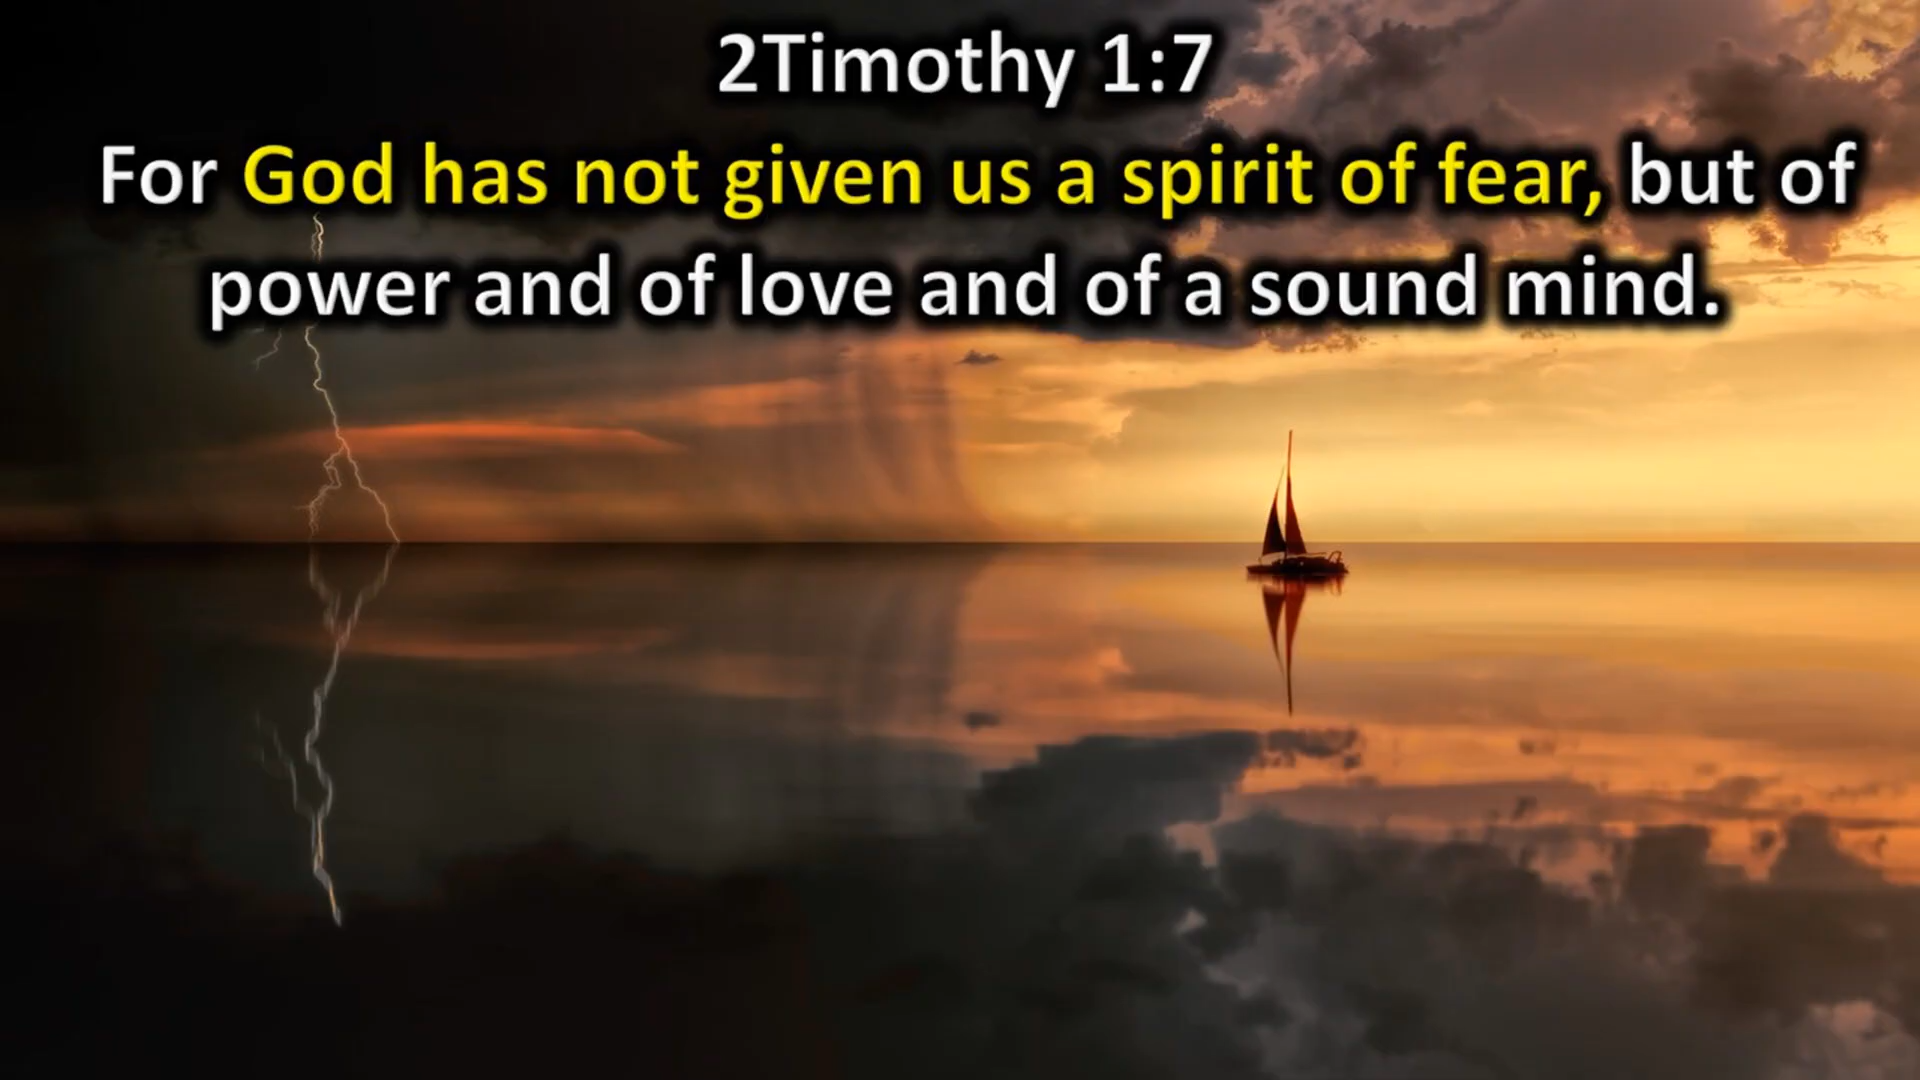 2Timothy 1:7
For God has not given us a spirit of fear, but of
power and of love and of a sound mind.